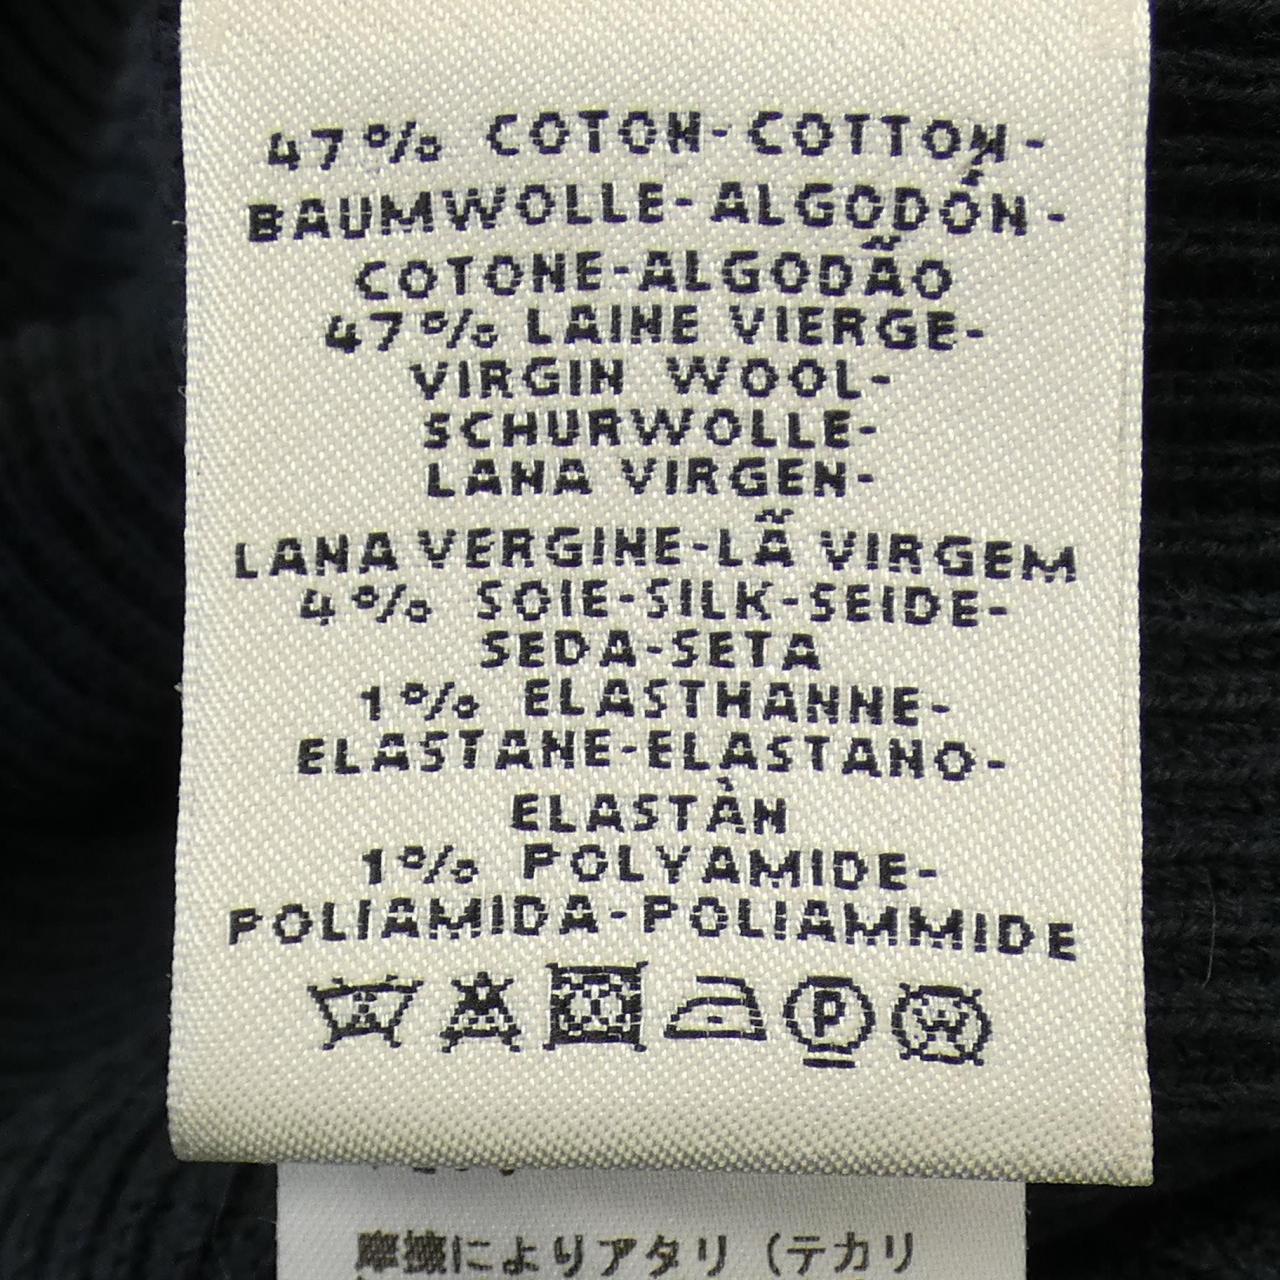 47% COTON-COTTON-
BAUMWOLLE-ALGODÓN-
COTONE-ALGODÃO
47% LAINE VIERGE-
VIRGIN WOOL-
SCHURWOLLE-
LANA VIRGEN-
LANA VERGINE-LÃ VIRGEM
4% SOIE-SILK-SEIDE-
SEDA-SETA
1% ELASTHANNE-
ELASTANE-ELASTANO-
ELASTÀN
1% POLYAMIDE-
POLIAMIDA-POLIAMMIDE
P
W
摩擦によりアタリ（テカリ